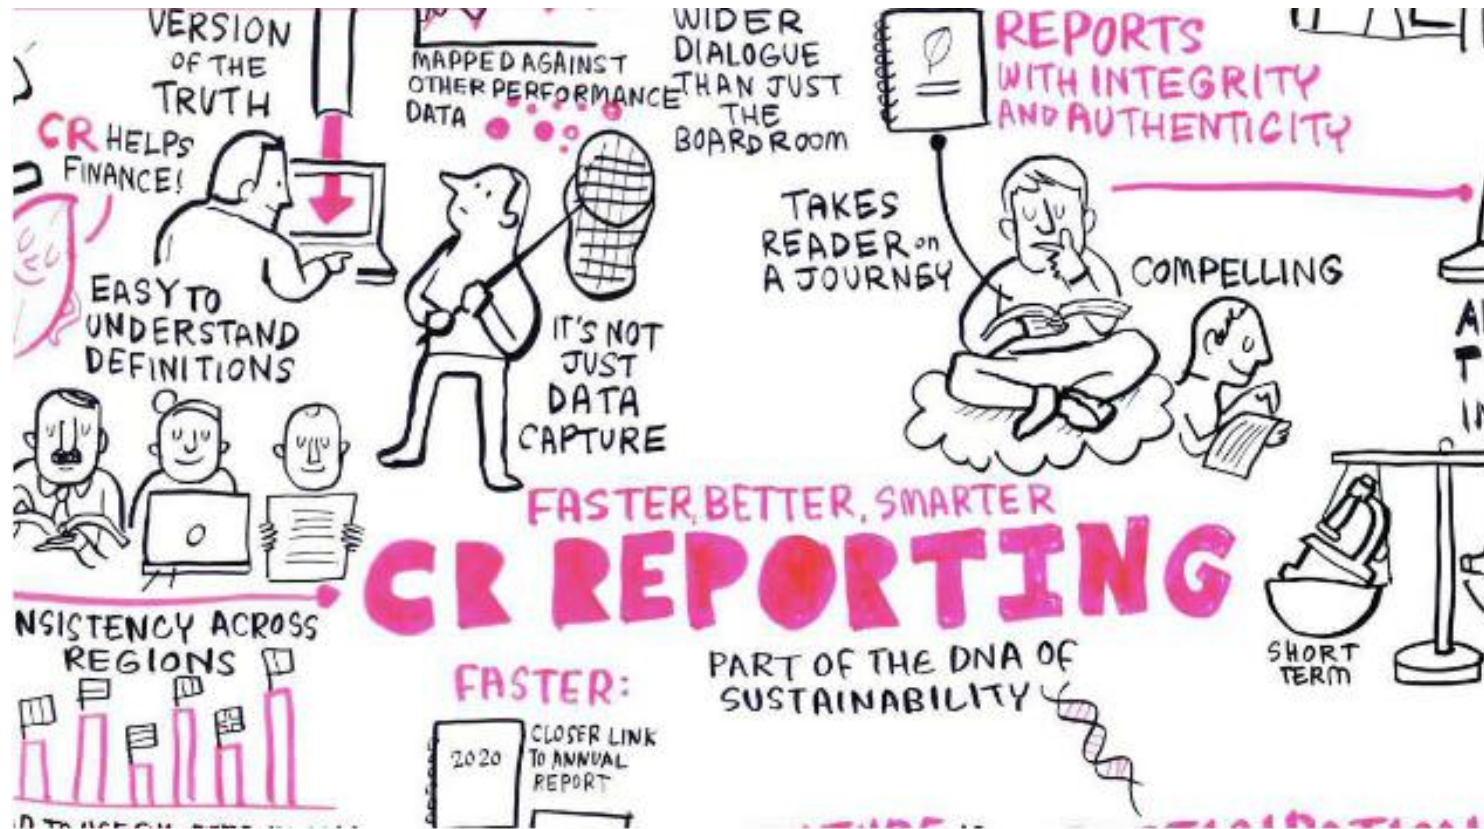 VERSION
OF THE
TRUTH
CR HELPS
FINANCE!
EASY TO
UNDERSTAND
DEFINITIONS
MAPPED AGAINST
OTHER PERFORMANCE
DATA
IT'S NOT
JUST
DATA
CAPTURE
WIDER
DIALOGUE
THAN JUST
THE
BOARDROOM
REPORTS
WITH INTEGRITY
AND AUTHENTICITY
TAKES
READER on
A JOURNEY
COMPELLING
FASTER, BETTER, SMARTER
CR REPORTING
NSISTENCY ACROSS
REGIONS
FASTER:
2020
CLOSER LINK
TO ANNUAL
REPORT
PART OF THE DNA OF
SUSTAINABILITY
SHORT
TERM